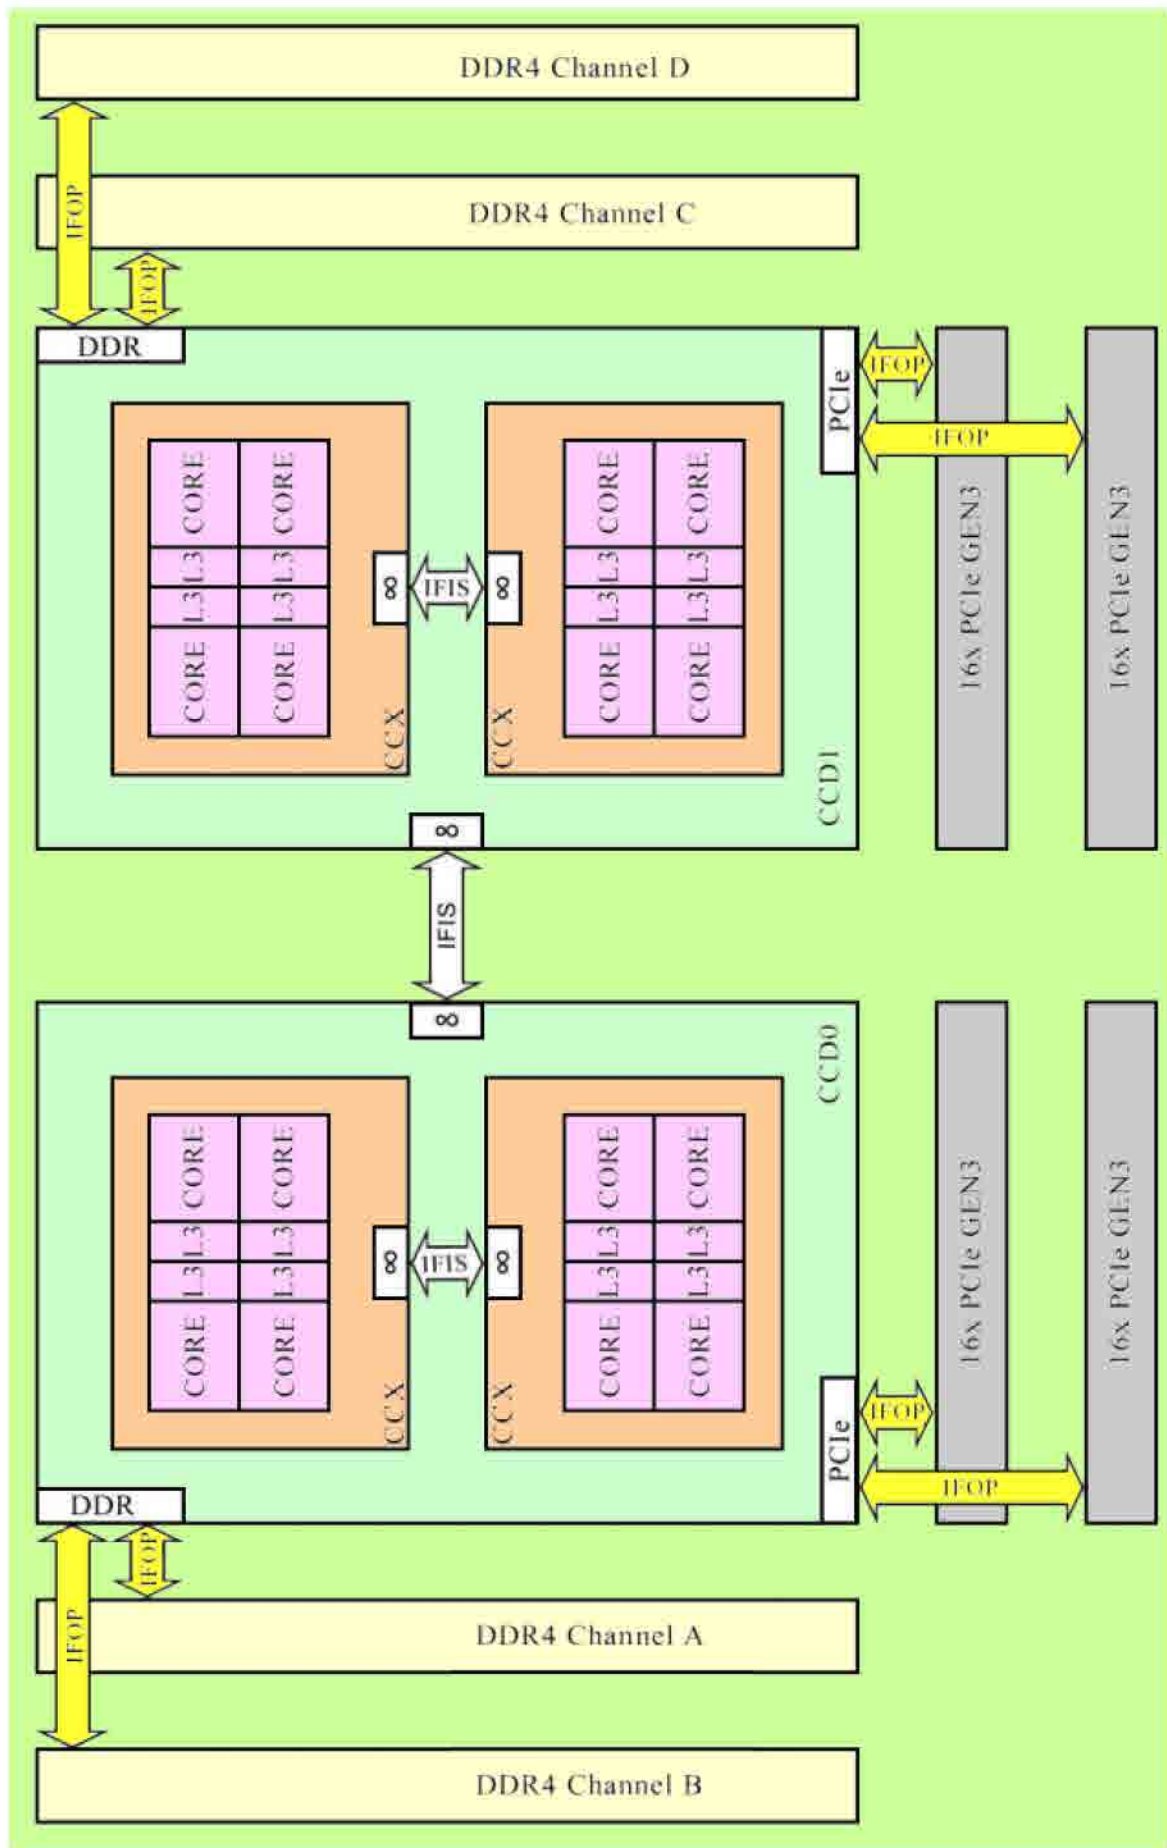 DDR4 Channel D
IFOP
DDR4 Channel C
IFOP
DDR
PCIe
IFOP
IFOP
CORE
CORE
L3
L3
L3
L3
CORE
CORE
CCX
∞
IFIS
∞
CORE
CORE
L3
L3
L3
L3
CORE
CORE
CCX
CCD1
16x PCIe GEN3
16x PCIe GEN3
∞
IFIS
∞
CCD0
CORE
CORE
L3
L3
L3
L3
CORE
CORE
CCX
∞
IFIS
∞
CORE
CORE
L3
L3
L3
L3
CORE
CORE
CCX
16x PCIe GEN3
16x PCIe GEN3
PCIe
IFOP
IFOP
DDR
IFOP
IFOP
DDR4 Channel A
DDR4 Channel B